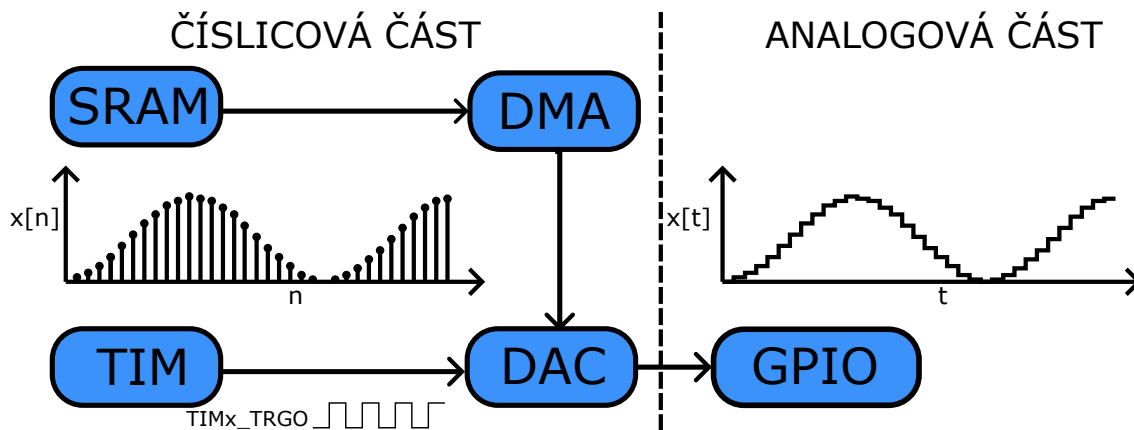 ČÍSLICOVÁ ČÁST
ANALOGOVÁ ČÁST
SRAM
DMA
x[n]
n
x[t]
t
TIM
DAC
GPIO
TIMx_TRGO